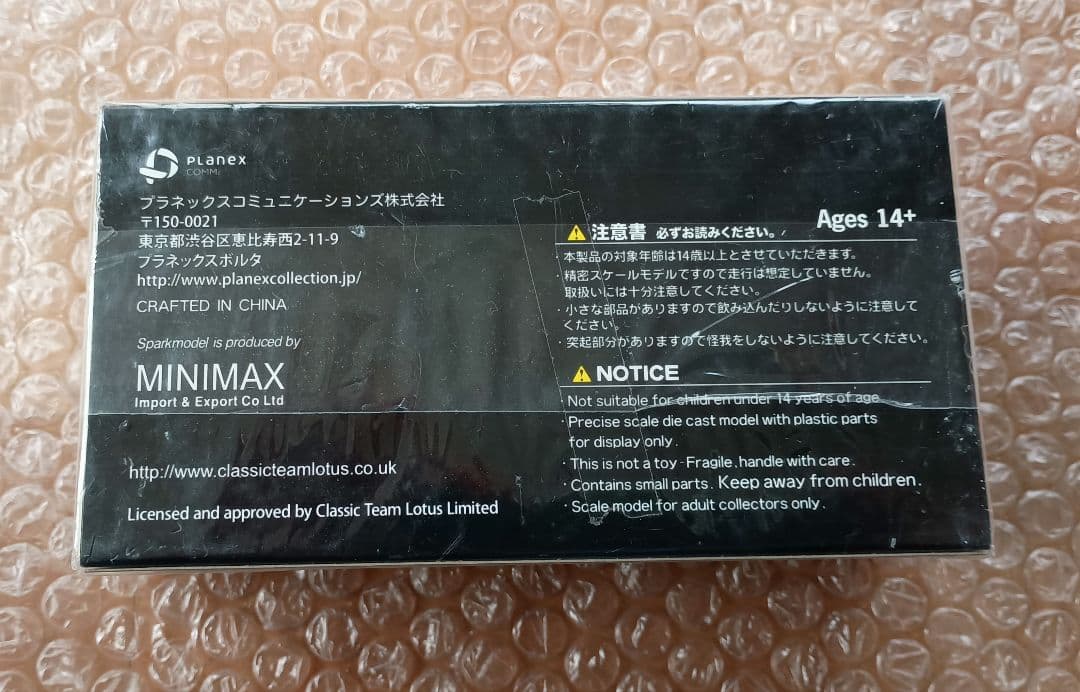 PLANEX
COMM.
プラネックスコミュニケーションズ株式会社
〒150-0021
東京都渋谷区恵比寿西2-11-9
プラネックスボルタ
http://www.planexcollection.jp/
CRAFTED IN CHINA
Sparkmodel is produced by
MINIMAX
Import & Export Co Ltd
http://www.classicteamlotus.co.uk
Licensed and approved by Classic Team Lotus Limited
Ages 14+
注意書 必ずお読みください。
・本製品の対象年齢は14歳以上とさせていただきます。
・精密スケールモデルですので走行は想定していません。
取扱いには十分注意してください。
・小さな部品がありますので飲み込んだりしないように注意して
ください。
・突起部分がありますので怪我をしないように注意してください。
NOTICE
・Not suitable for children under 14 years of age
・Precise scale die cast model with plastic parts
for display only.
・This is not a toy - Fragile, handle with care.
・Contains small parts. Keep away from children.
・Scale model for adult collectors only.